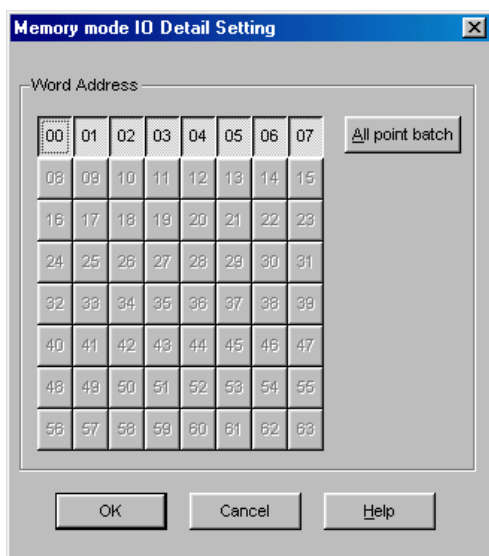 Memory mode IO Detail Setting
Word Address
00 01 02 03 04 05 06 07 All point batch
08 09 10 11 12 13 14 15
16 17 18 19 20 21 22 23
24 25 26 27 28 29 30 31
32 33 34 35 36 37 38 39
40 41 42 43 44 45 46 47
48 49 50 51 52 53 54 55
56 57 58 59 60 61 62 63
OK Cancel Help